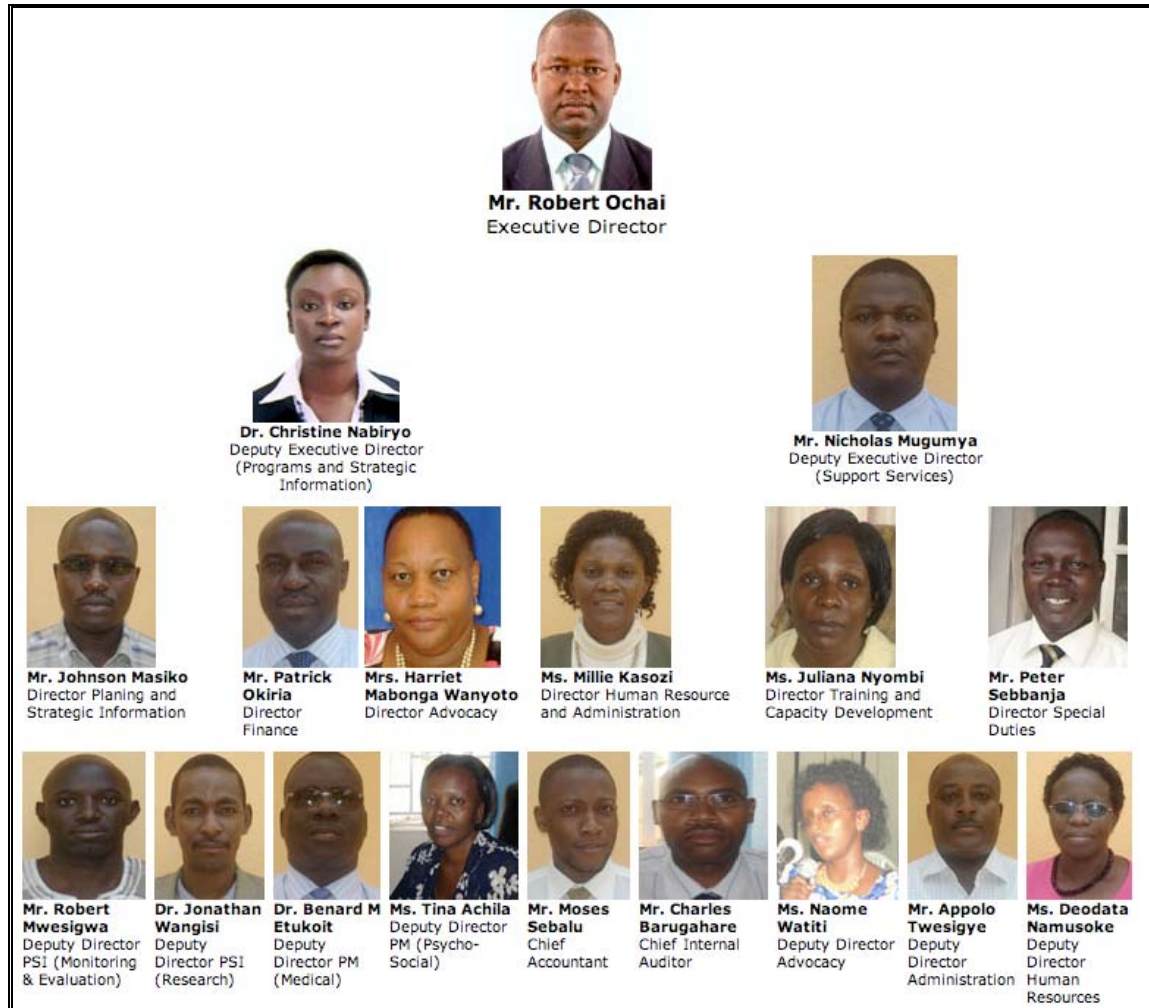 Mr. Robert Ochai
Executive Director
Dr. Christine Nabiryo
Deputy Executive Director
(Programs and Strategic
Information)
Mr. Nicholas Mugumya
Deputy Executive Director
(Support Services)
Mr. Johnson Masiko
Director Planing and
Strategic Information
Mr. Patrick
Okiria
Director
Finance
Mrs. Harriet
Mabonga Wanyoto
Director Advocacy
Ms. Millie Kasozi
Director Human Resource
and Administration
Ms. Juliana Nyombi
Director Training and
Capacity Development
Mr. Peter
Sebbanja
Director Special
Duties
Mr. Robert
Mwesigwa
Deputy Director
PSI (Monitoring
& Evaluation)
Dr. Jonathan
Wangisi
Deputy
Director PSI
(Research)
Dr. Benard M
Etukoit
Deputy
Director PM
(Medical)
Ms. Tina Achila
Deputy Director
PM (Psycho-
Social)
Mr. Moses
Sebalu
Chief
Accountant
Mr. Charles
Barugahare
Chief Internal
Auditor
Ms. Naome
Watiti
Deputy Director
Advocacy
Mr. Appolo
Twesigye
Deputy
Director
Administration
Ms. Deodata
Namusoke
Deputy
Director
Human
Resources